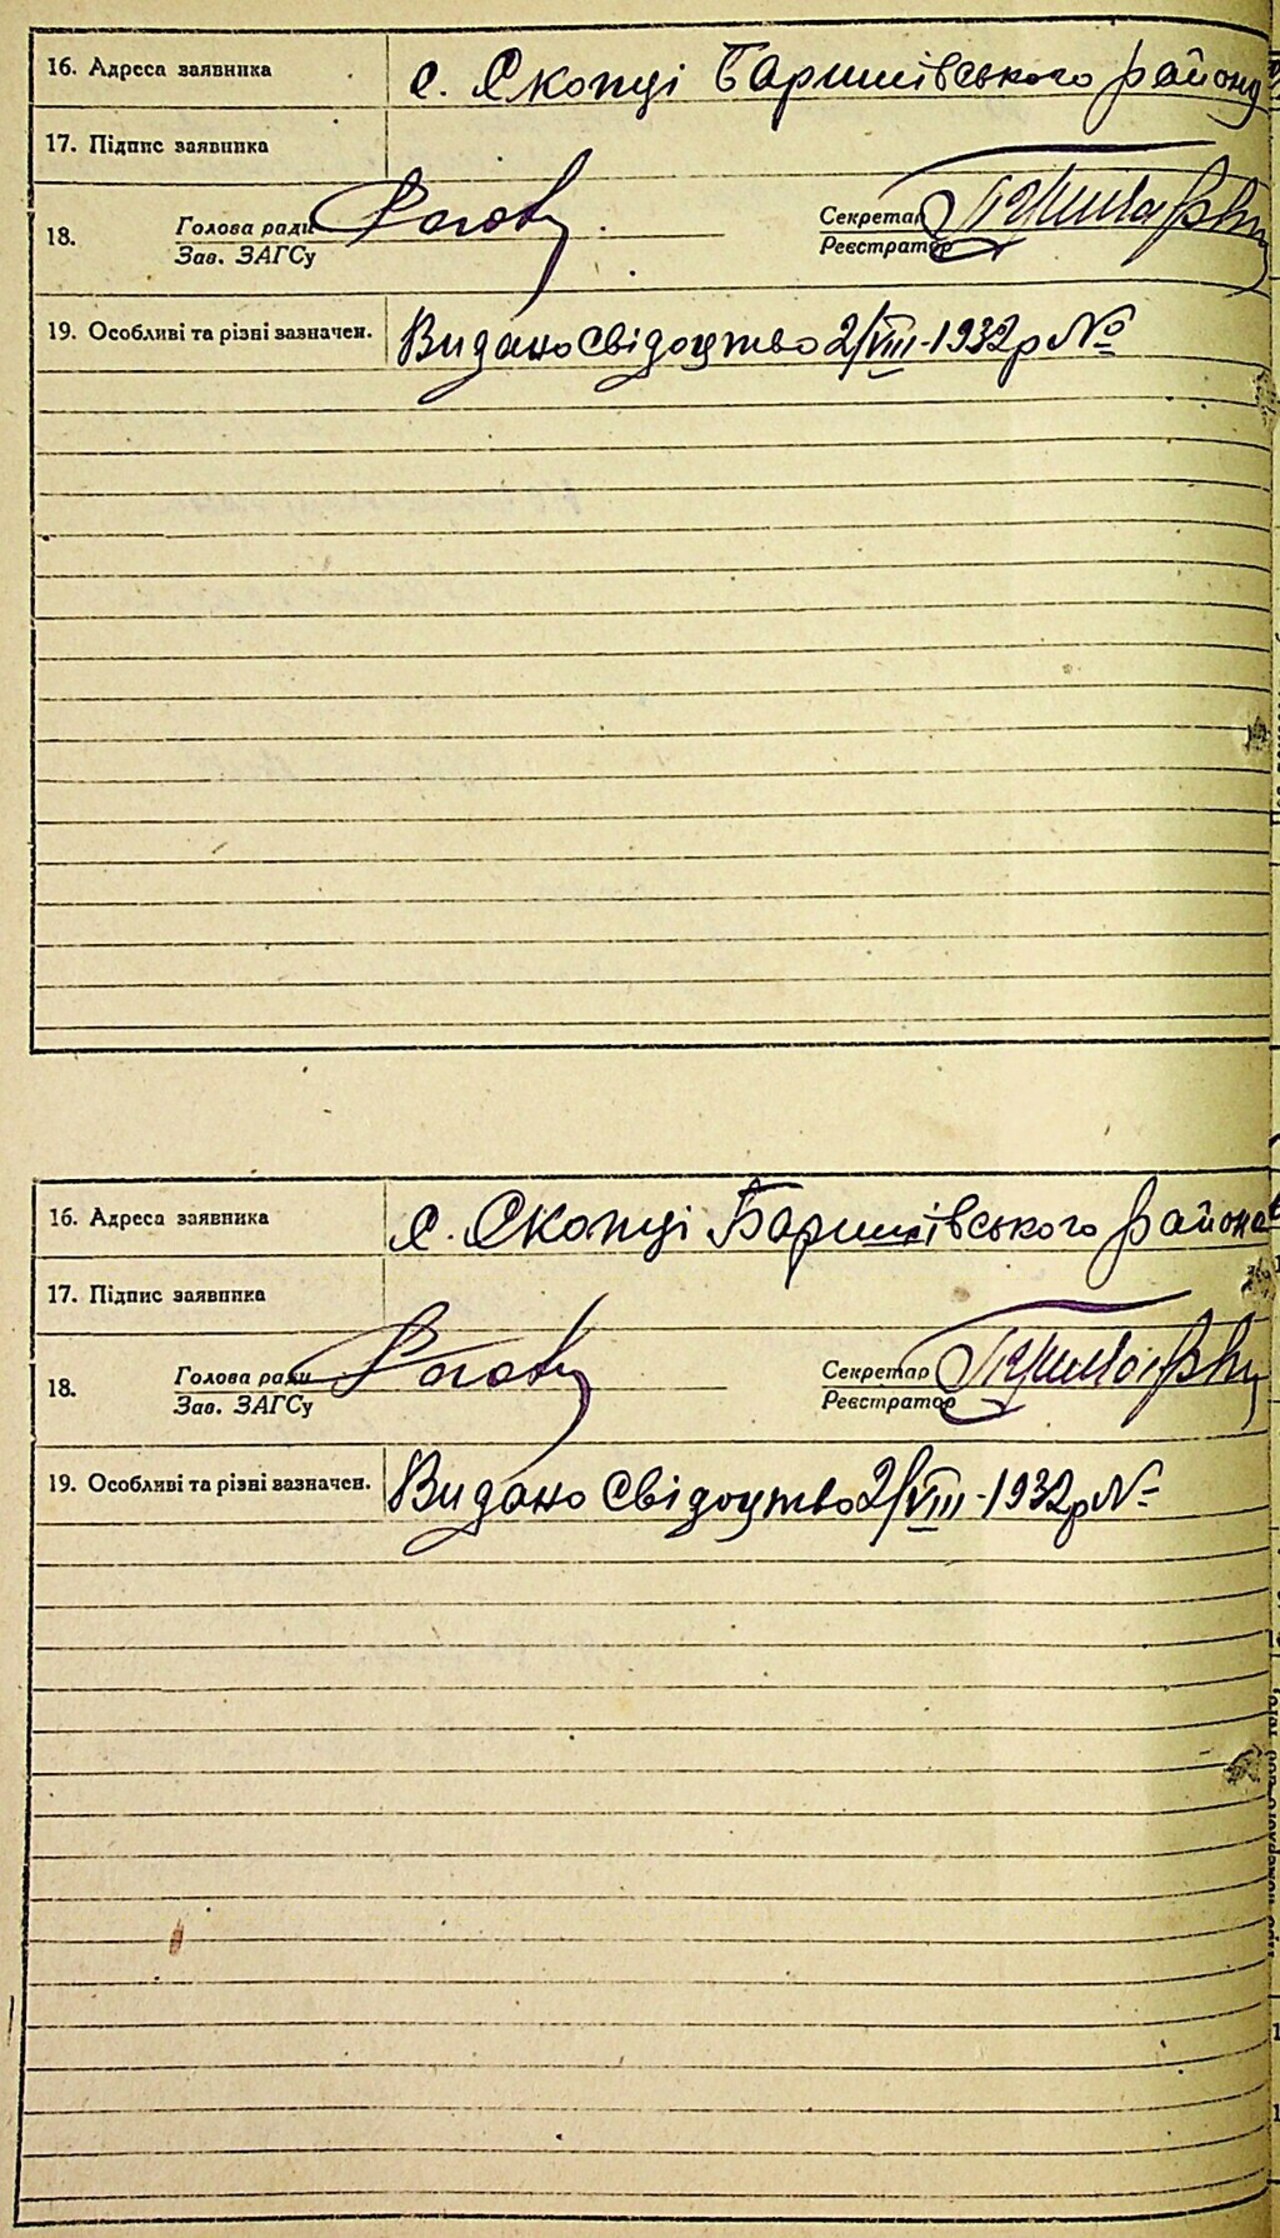 16. Адреса заявника с. Скопці Баришівського району
17. Підпис заявника
18. Голова ради Секретар
Зав. ЗАГСу Реєстратор
19. Особливі та різні зазначен. Видано свідоцтво 2/VIII-1932р №
16. Адреса заявника с. Скопці Баришівського района
17. Підпис заявника
18. Голова ради Секретар
Зав. ЗАГСу Реєстратор
19. Особливі та різні зазначен. Видано свідоцтво 2/VIII-1932р №